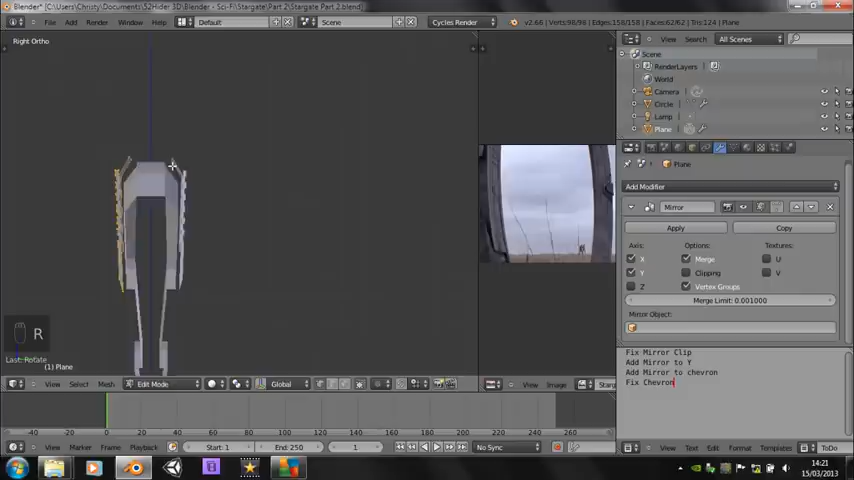 Blender* [C:\Users\Christy\Documents\S2Hider 3D\Blender - Sci-Fi\Stargate\Part 2\Stargate Part 2.blend]
File Add Render Window Help Default Scene Cycles Render v2.66 | Verts:98/98 | Edges:158/158 | Faces:62/62 | Tris:124 | Plane
Right Ortho
View Search All Scenes
Scene
RenderLayers
World
Camera
Circle
Lamp
Plane
Plane
Add Modifier
Mirror
Apply Copy
Axis: Options: Textures:
X Merge U
Y Clipping V
Z Vertex Groups
Merge Limit: 0.001000
Mirror Object:
R
Last: Rotate
(1) Plane
Fix Mirror Clip
Add Mirror to Y
Add Mirror to chevron
Fix Chevron
View Select Mesh Edit Mode Global View Image
-40 -20 0 20 40 60 80 100 120 140 160 180 200 220 240 260 280
View Marker Frame Playback Start: 1 End: 250 1 No Sync
View Text Edit Format Templates ToDo
14:21
15/03/2013